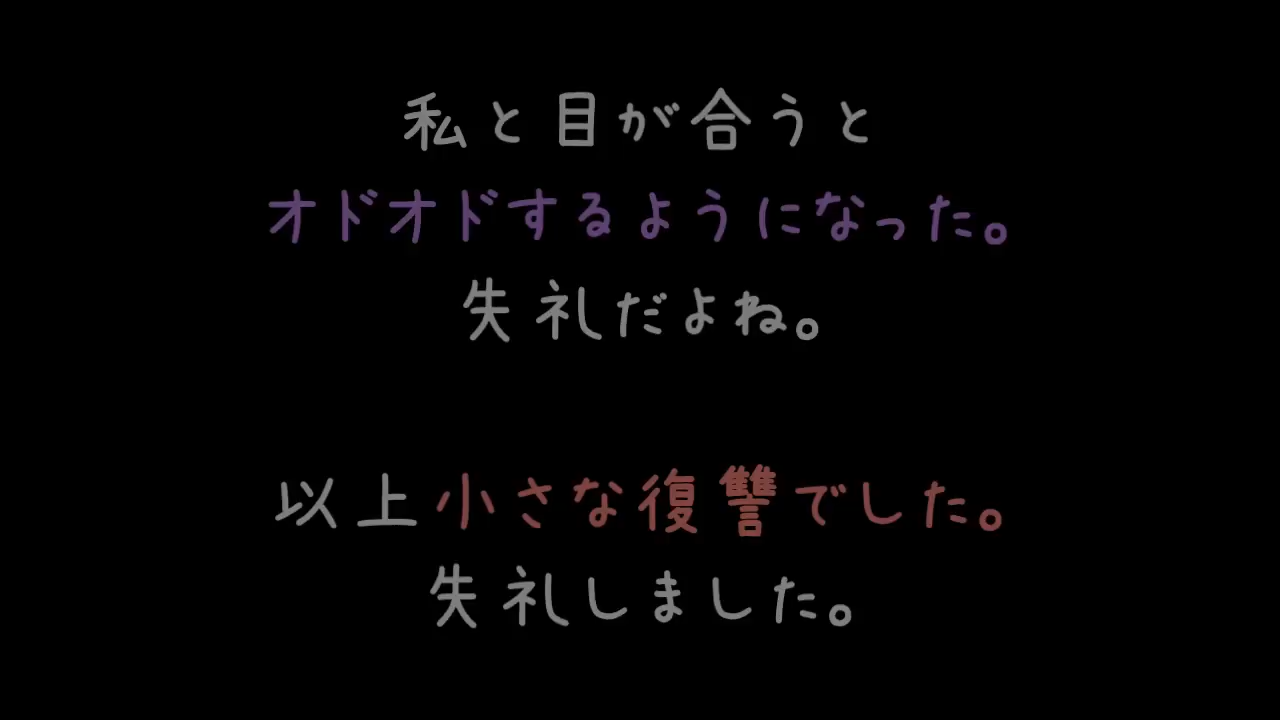 私と目が合うと
オドオドするようになった。
失礼だよね。
以上小さな復讐でした。
失礼しました。